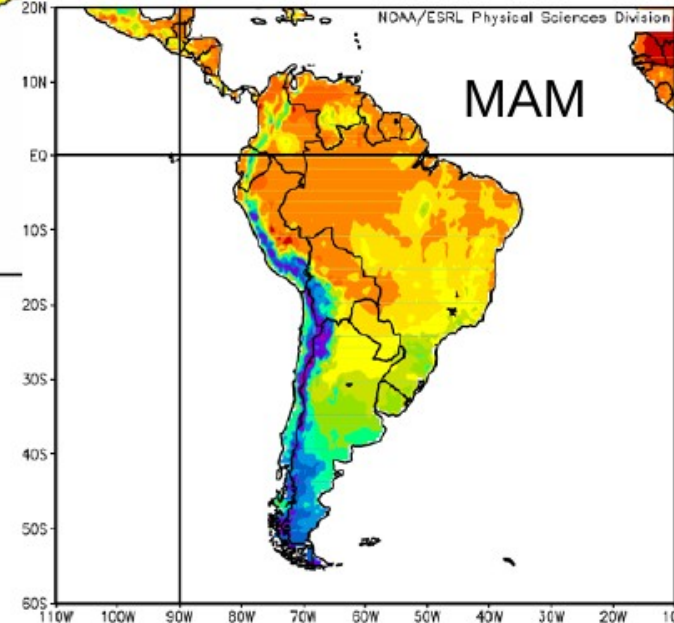 20N
NOAA/ESRL Physical Sciences Division
10N
MAM
EQ
10S
20S
30S
40S
50S
60S
110W 100W 90W 80W 70W 60W 50W 40W 30W 20W